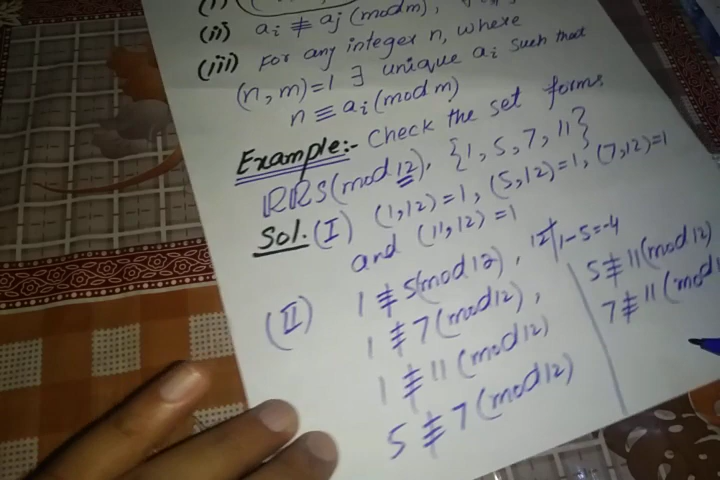 (ii) ai ≢ aj (mod m),
(iii) For any integer n, where
(n, m)=1 ∃ unique ai such that
n ≡ ai (mod m)
Example:- Check the set forms
RRS(mod 12), {1, 5, 7, 11}
Sol. (I) (1,12)=1, (5,12)=1, (7,12)=1
and (11,12)=1
(II) 1 ≢ 5(mod 12), 12∤1-5=-4
1 ≢ 7(mod 12),
1 ≢ 11 (mod 12)
5 ≢ 7 (mod 12)
5 ≢ 11(mod 12)
7 ≢ 11 (mod 1